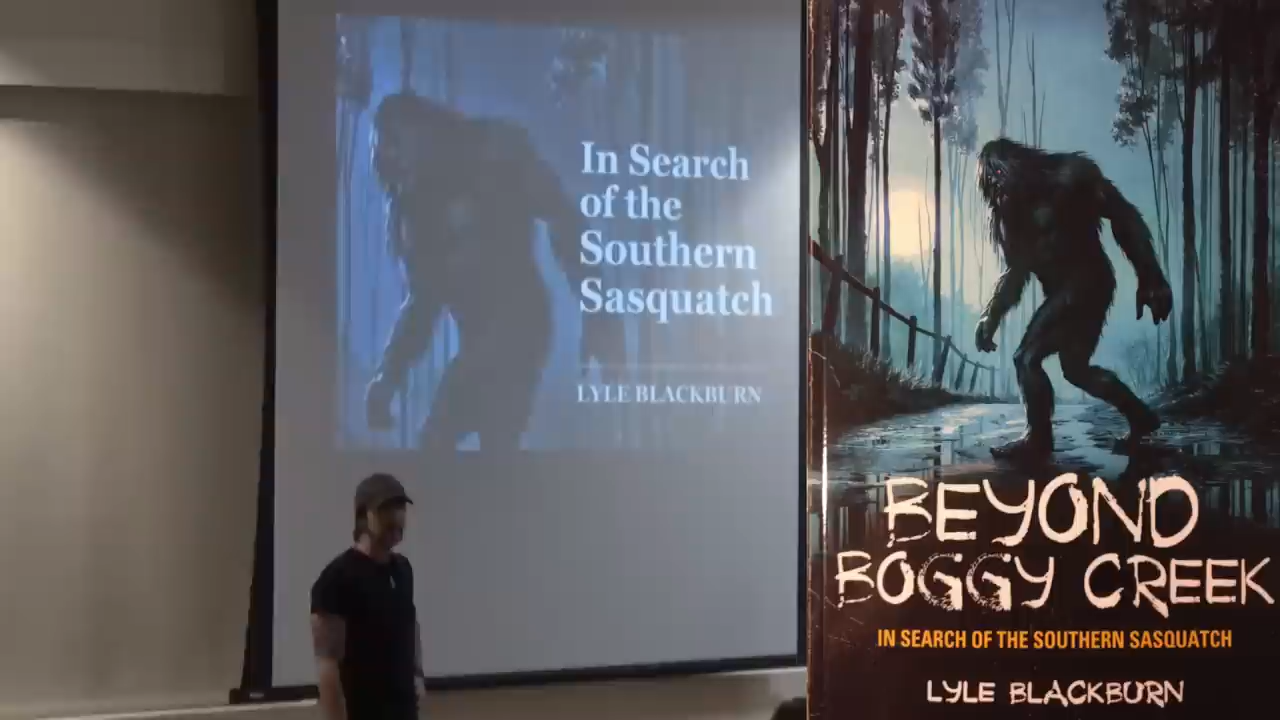 In Search
of the
Southern
Sasquatch
LYLE BLACKBURN
BEYOND
BOGGY CREEK
IN SEARCH OF THE SOUTHERN SASQUATCH
LYLE BLACKBURN